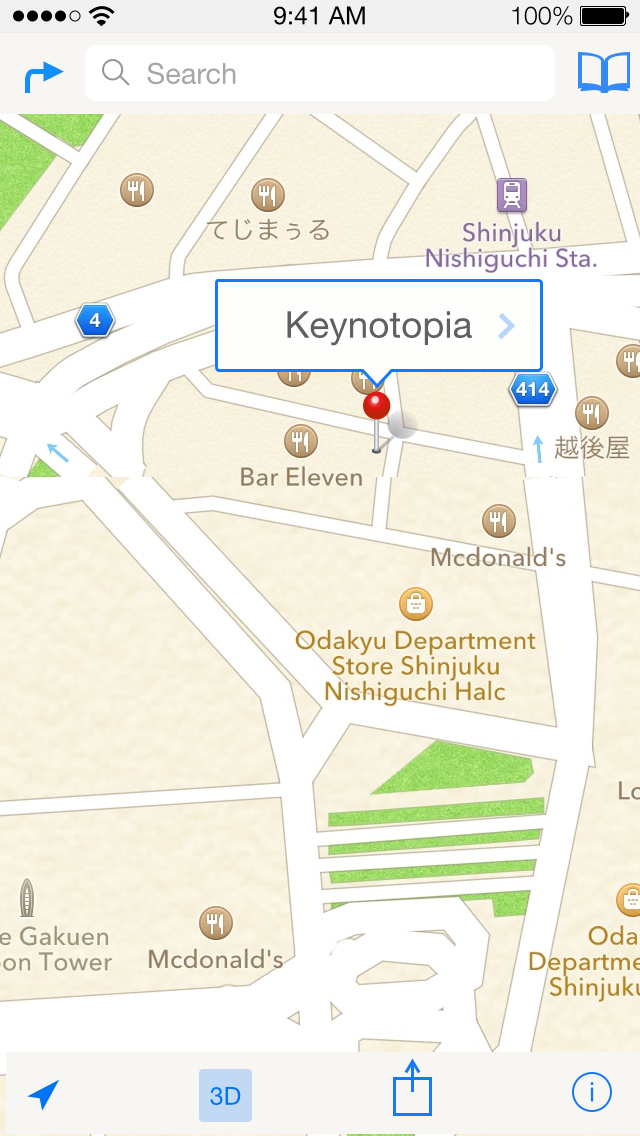 9:41 AM
100%
Search
てじまぅる
Shinjuku
Nishiguchi Sta.
4
Keynotopia
414
越後屋
Bar Eleven
Mcdonald's
Odakyu Department
Store Shinjuku
Nishiguchi Halc
Lo
e Gakuen
oon Tower
Mcdonald's
Oda
Departme
Shinjuku
3D
i